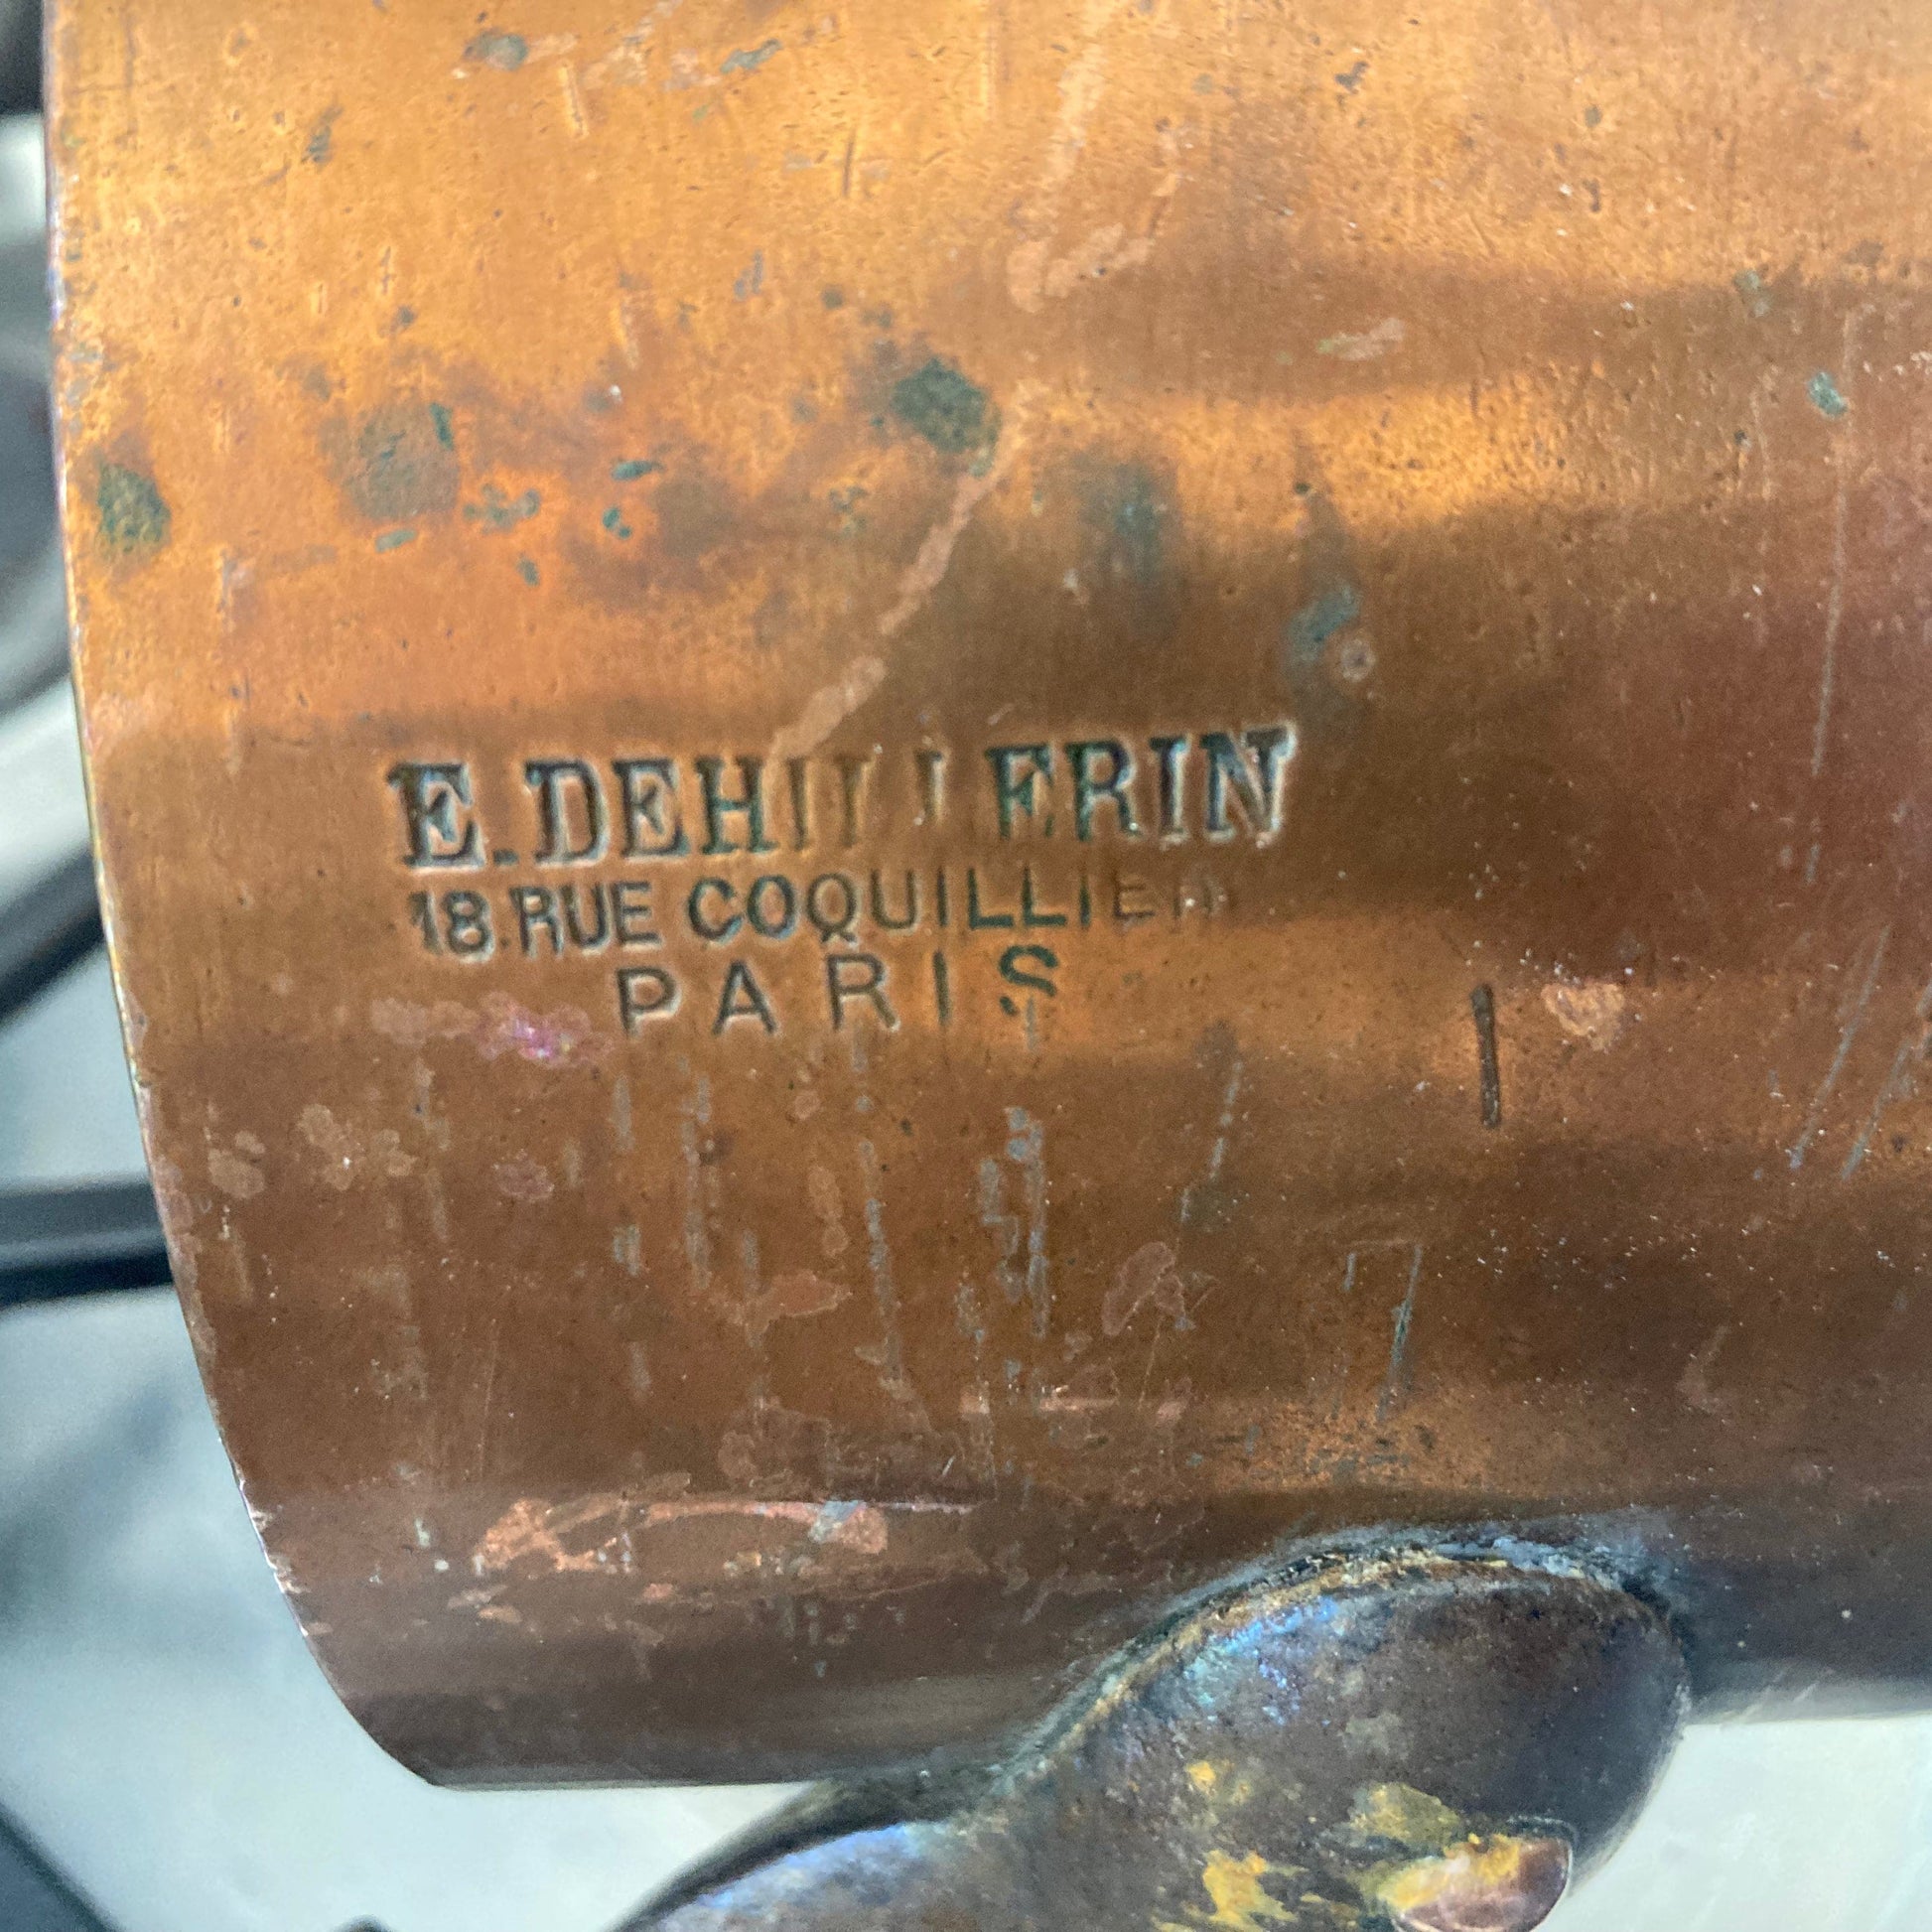 E. DEHILLERIN
18. RUE COQUILLIER
PARIS